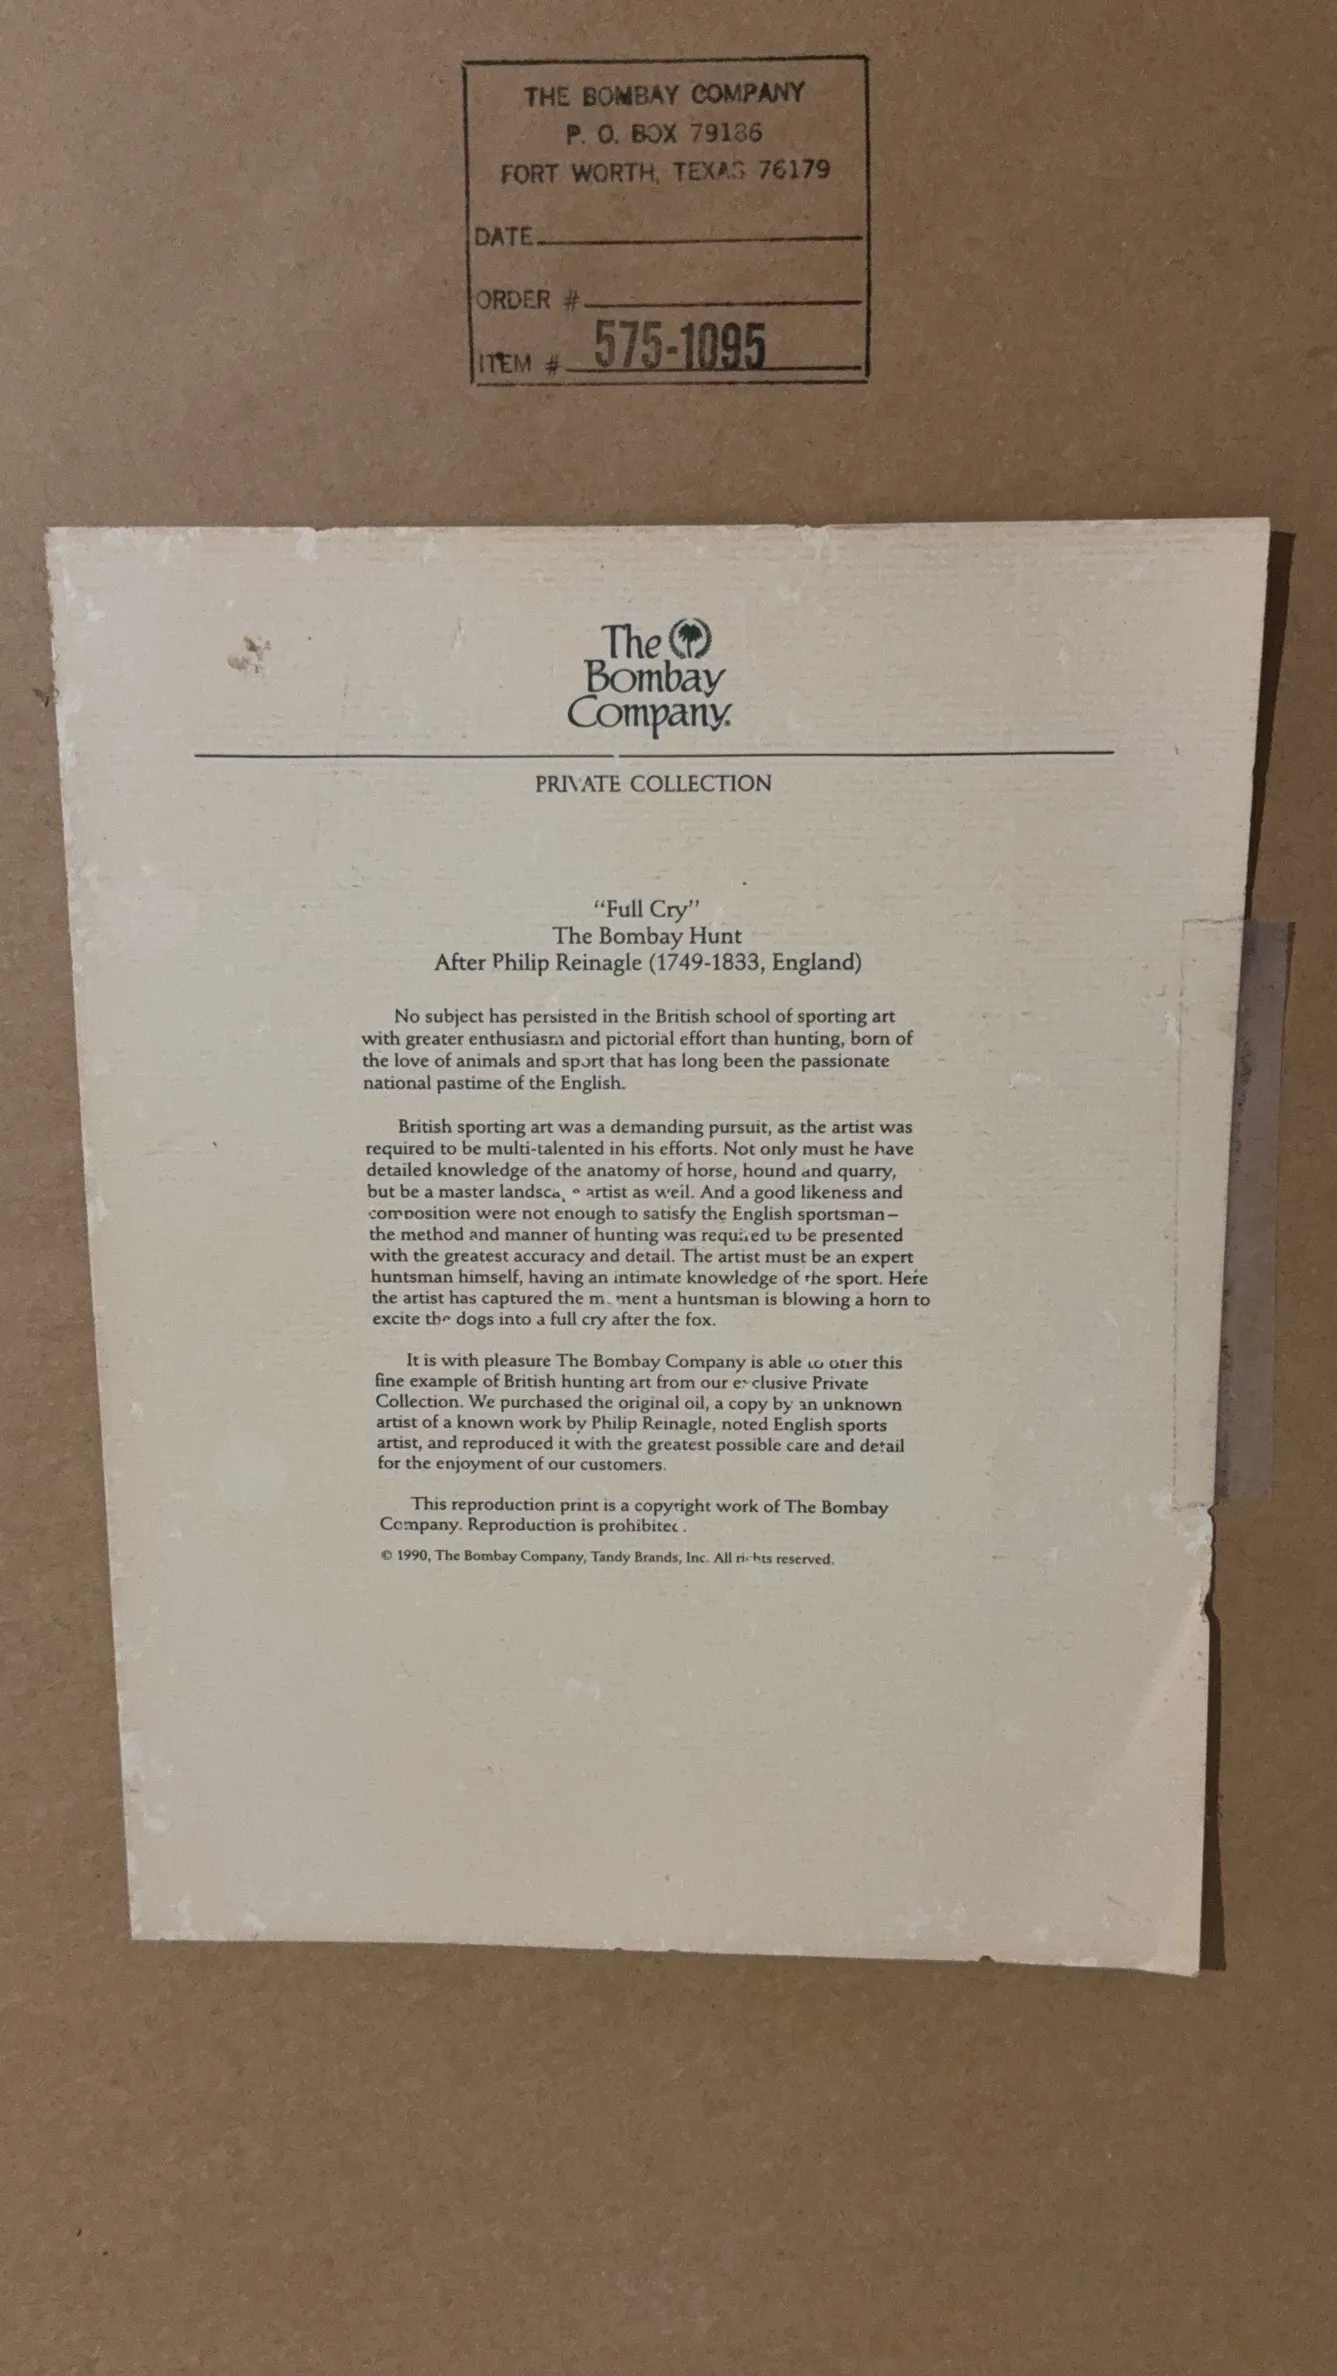 THE BOMBAY COMPANY
P. O. BOX 79186
FORT WORTH, TEXAS 76179
DATE
ORDER #
ITEM # 575-1095
The
Bombay
Company.
PRIVATE COLLECTION
“Full Cry”
The Bombay Hunt
After Philip Reinagle (1749-1833, England)
No subject has persisted in the British school of sporting art
with greater enthusiasm and pictorial effort than hunting, born of
the love of animals and sport that has long been the passionate
national pastime of the English.
British sporting art was a demanding pursuit, as the artist was
required to be multi-talented in his efforts. Not only must he have
detailed knowledge of the anatomy of horse, hound and quarry,
but be a master landscape artist as well. And a good likeness and
composition were not enough to satisfy the English sportsman–
the method and manner of hunting was required to be presented
with the greatest accuracy and detail. The artist must be an expert
huntsman himself, having an intimate knowledge of the sport. Here
the artist has captured the moment a huntsman is blowing a horn to
excite the dogs into a full cry after the fox.
It is with pleasure The Bombay Company is able to offer this
fine example of British hunting art from our exclusive Private
Collection. We purchased the original oil, a copy by an unknown
artist of a known work by Philip Reinagle, noted English sports
artist, and reproduced it with the greatest possible care and detail
for the enjoyment of our customers.
This reproduction print is a copyright work of The Bombay
Company. Reproduction is prohibited.
© 1990, The Bombay Company, Tandy Brands, Inc. All rights reserved.